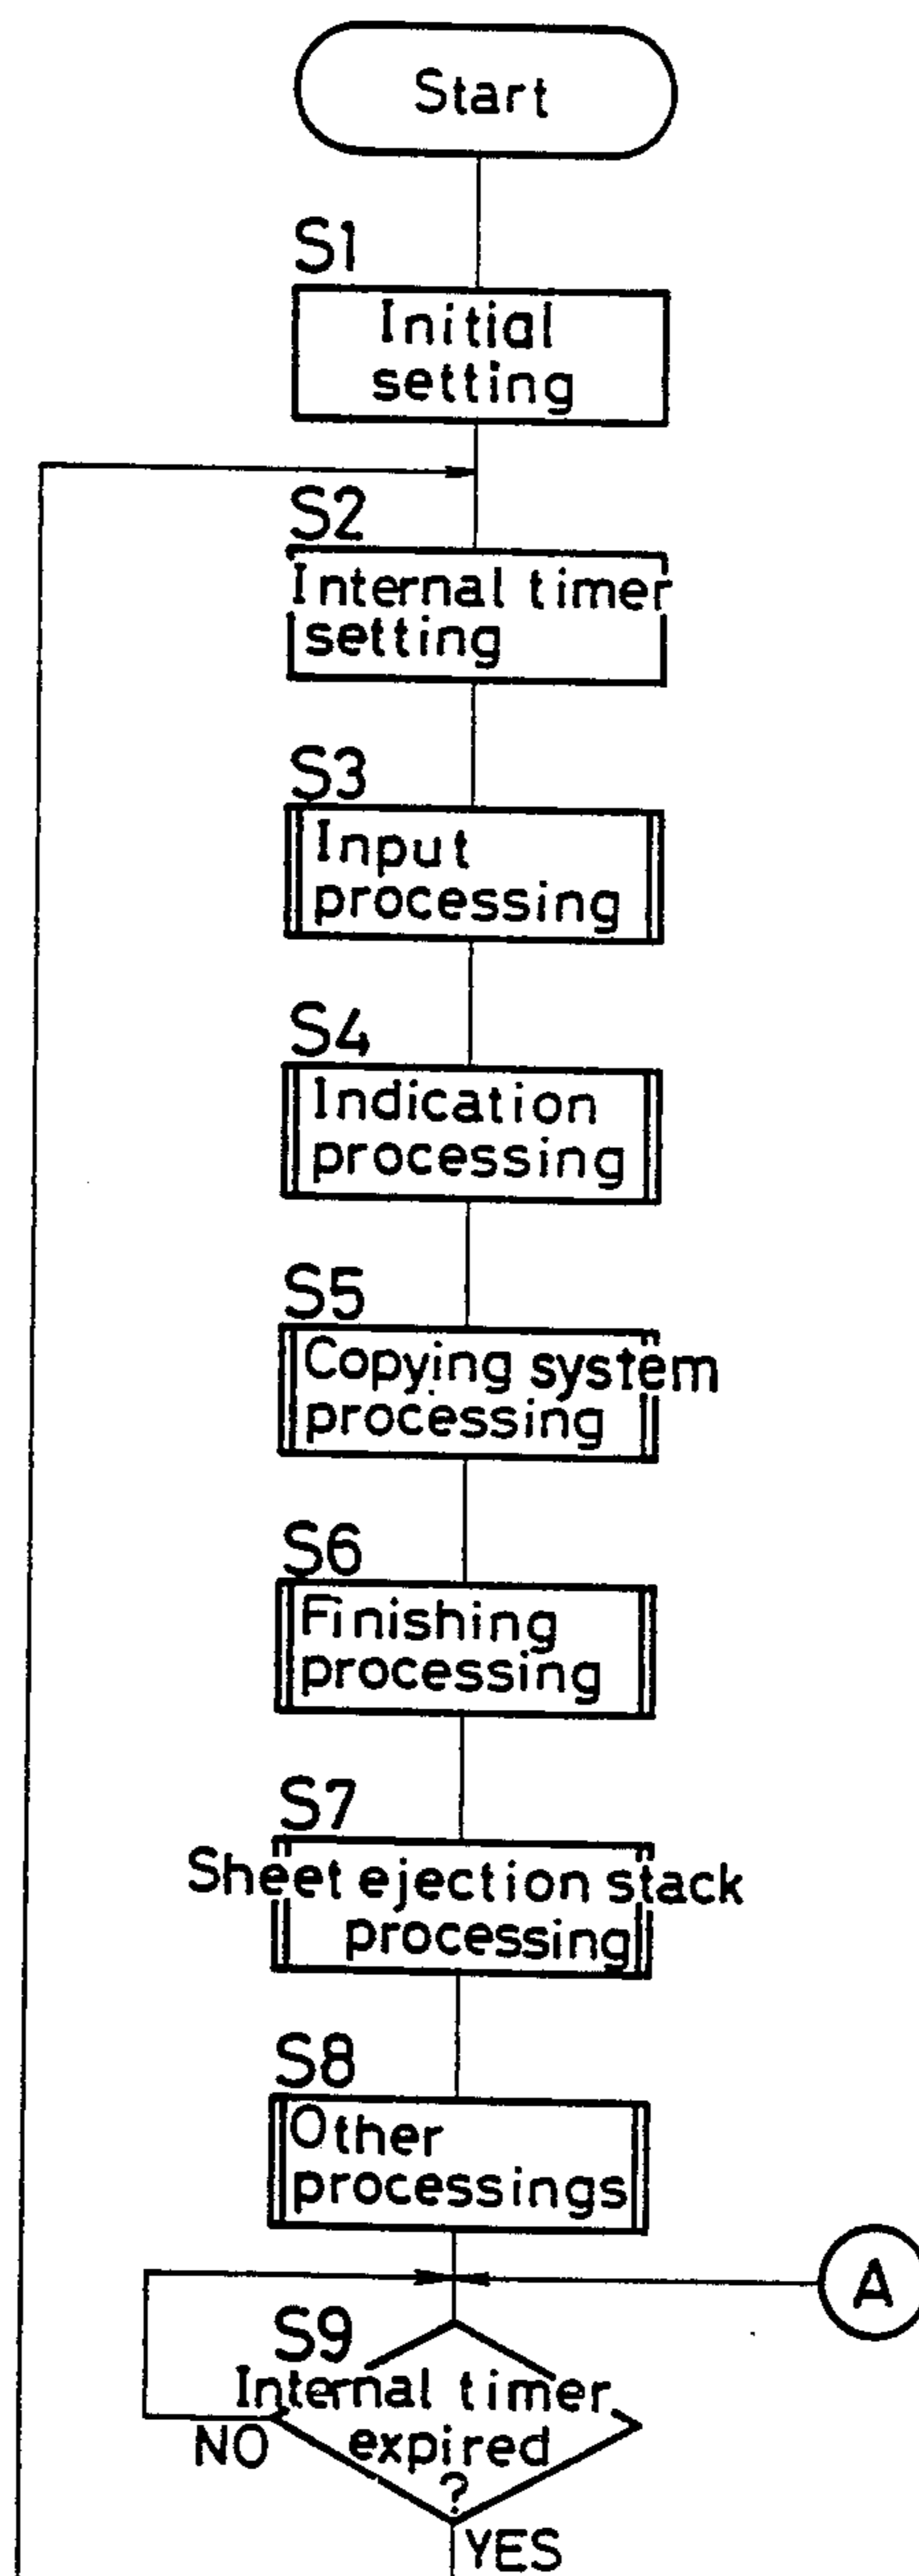 Start
S1
Initial
setting
S2
Internal timer
setting
S3
Input
processing
S4
Indication
processing
S5
Copying system
processing
S6
Finishing
processing
S7
Sheet ejection stack
processing
S8
Other
processings
A
S9
Internal timer
expired
?
NO
YES